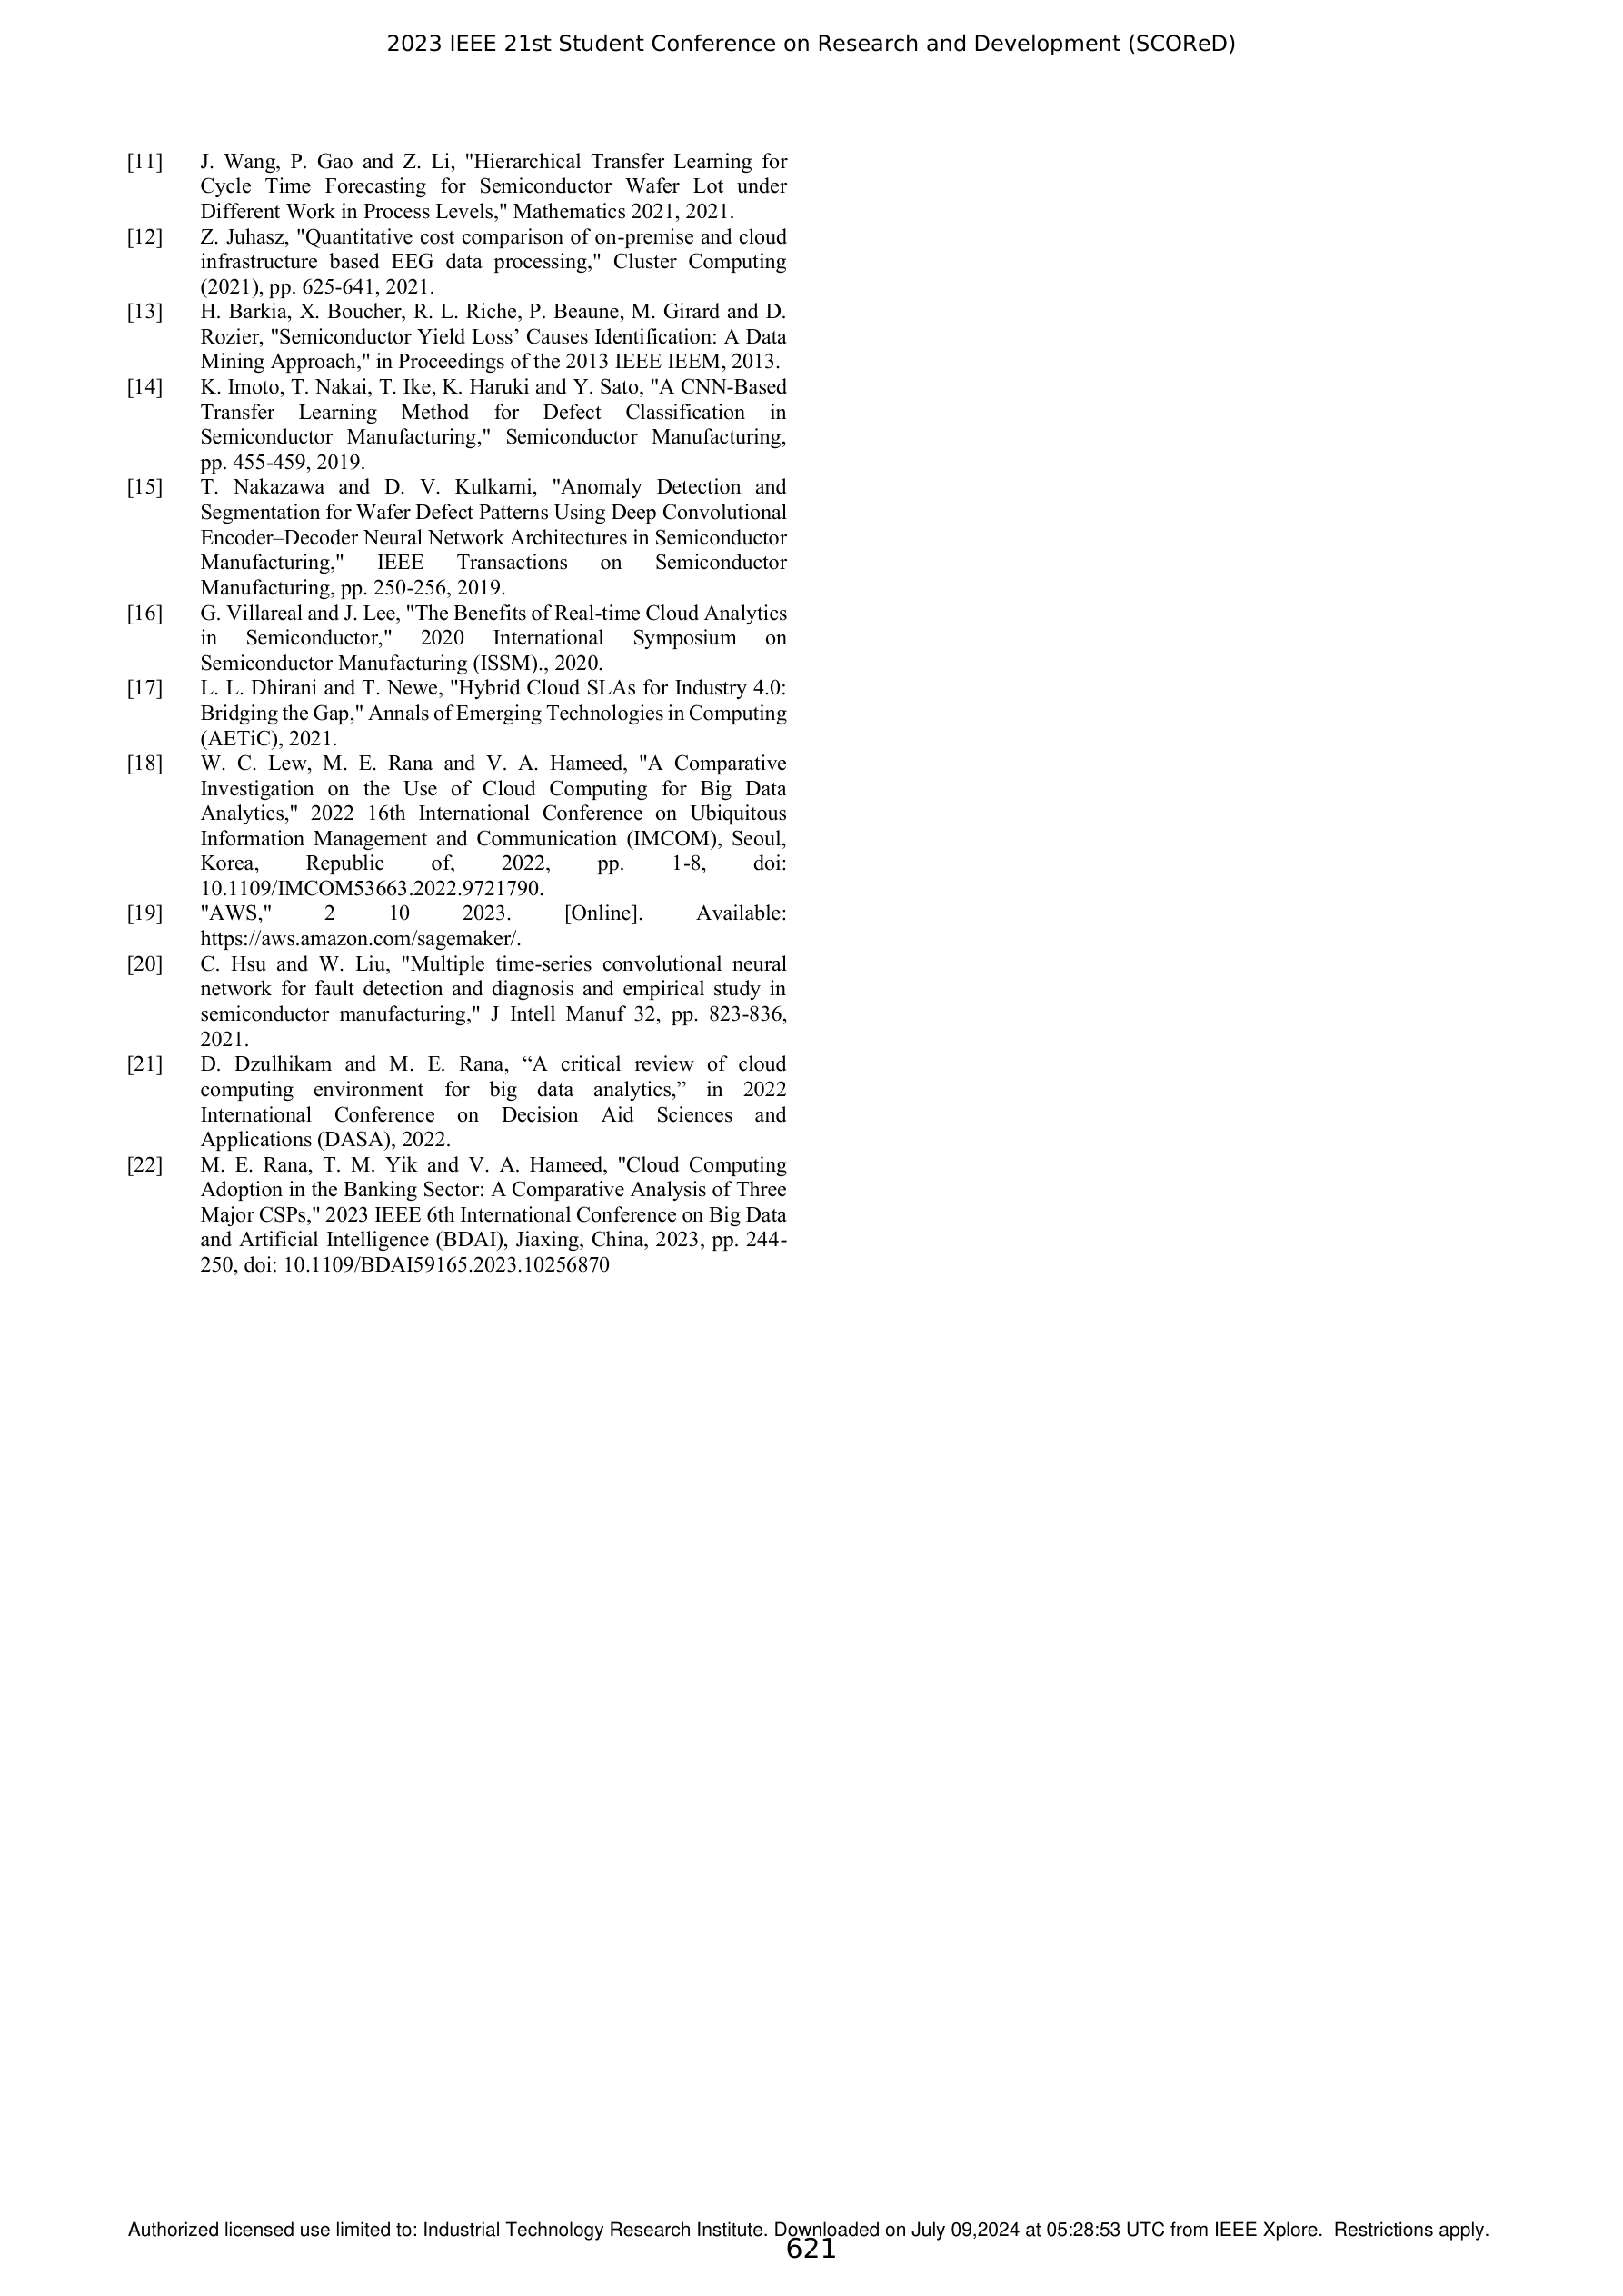 2023 IEEE 21st Student Conference on Research and Development (SCOReD)
[11] J. Wang, P. Gao and Z. Li, "Hierarchical Transfer Learning for
Cycle Time Forecasting for Semiconductor Wafer Lot under
Different Work in Process Levels," Mathematics 2021, 2021.
[12] Z. Juhasz, "Quantitative cost comparison of on-premise and cloud
infrastructure based EEG data processing," Cluster Computing
(2021), pp. 625-641, 2021.
[13] H. Barkia, X. Boucher, R. L. Riche, P. Beaune, M. Girard and D.
Rozier, "Semiconductor Yield Loss’ Causes Identification: A Data
Mining Approach," in Proceedings of the 2013 IEEE IEEM, 2013.
[14] K. Imoto, T. Nakai, T. Ike, K. Haruki and Y. Sato, "A CNN-Based
Transfer Learning Method for Defect Classification in
Semiconductor Manufacturing," Semiconductor Manufacturing,
pp. 455-459, 2019.
[15] T. Nakazawa and D. V. Kulkarni, "Anomaly Detection and
Segmentation for Wafer Defect Patterns Using Deep Convolutional
Encoder–Decoder Neural Network Architectures in Semiconductor
Manufacturing," IEEE Transactions on Semiconductor
Manufacturing, pp. 250-256, 2019.
[16] G. Villareal and J. Lee, "The Benefits of Real-time Cloud Analytics
in Semiconductor," 2020 International Symposium on
Semiconductor Manufacturing (ISSM)., 2020.
[17] L. L. Dhirani and T. Newe, "Hybrid Cloud SLAs for Industry 4.0:
Bridging the Gap," Annals of Emerging Technologies in Computing
(AETiC), 2021.
[18] W. C. Lew, M. E. Rana and V. A. Hameed, "A Comparative
Investigation on the Use of Cloud Computing for Big Data
Analytics," 2022 16th International Conference on Ubiquitous
Information Management and Communication (IMCOM), Seoul,
Korea, Republic of, 2022, pp. 1-8, doi:
10.1109/IMCOM53663.2022.9721790.
[19] "AWS," 2 10 2023. [Online]. Available:
https://aws.amazon.com/sagemaker/.
[20] C. Hsu and W. Liu, "Multiple time-series convolutional neural
network for fault detection and diagnosis and empirical study in
semiconductor manufacturing," J Intell Manuf 32, pp. 823-836,
2021.
[21] D. Dzulhikam and M. E. Rana, “A critical review of cloud
computing environment for big data analytics,” in 2022
International Conference on Decision Aid Sciences and
Applications (DASA), 2022.
[22] M. E. Rana, T. M. Yik and V. A. Hameed, "Cloud Computing
Adoption in the Banking Sector: A Comparative Analysis of Three
Major CSPs," 2023 IEEE 6th International Conference on Big Data
and Artificial Intelligence (BDAI), Jiaxing, China, 2023, pp. 244-
250, doi: 10.1109/BDAI59165.2023.10256870
Authorized licensed use limited to: Industrial Technology Research Institute. Downloaded on July 09,2024 at 05:28:53 UTC from IEEE Xplore. Restrictions apply.
621